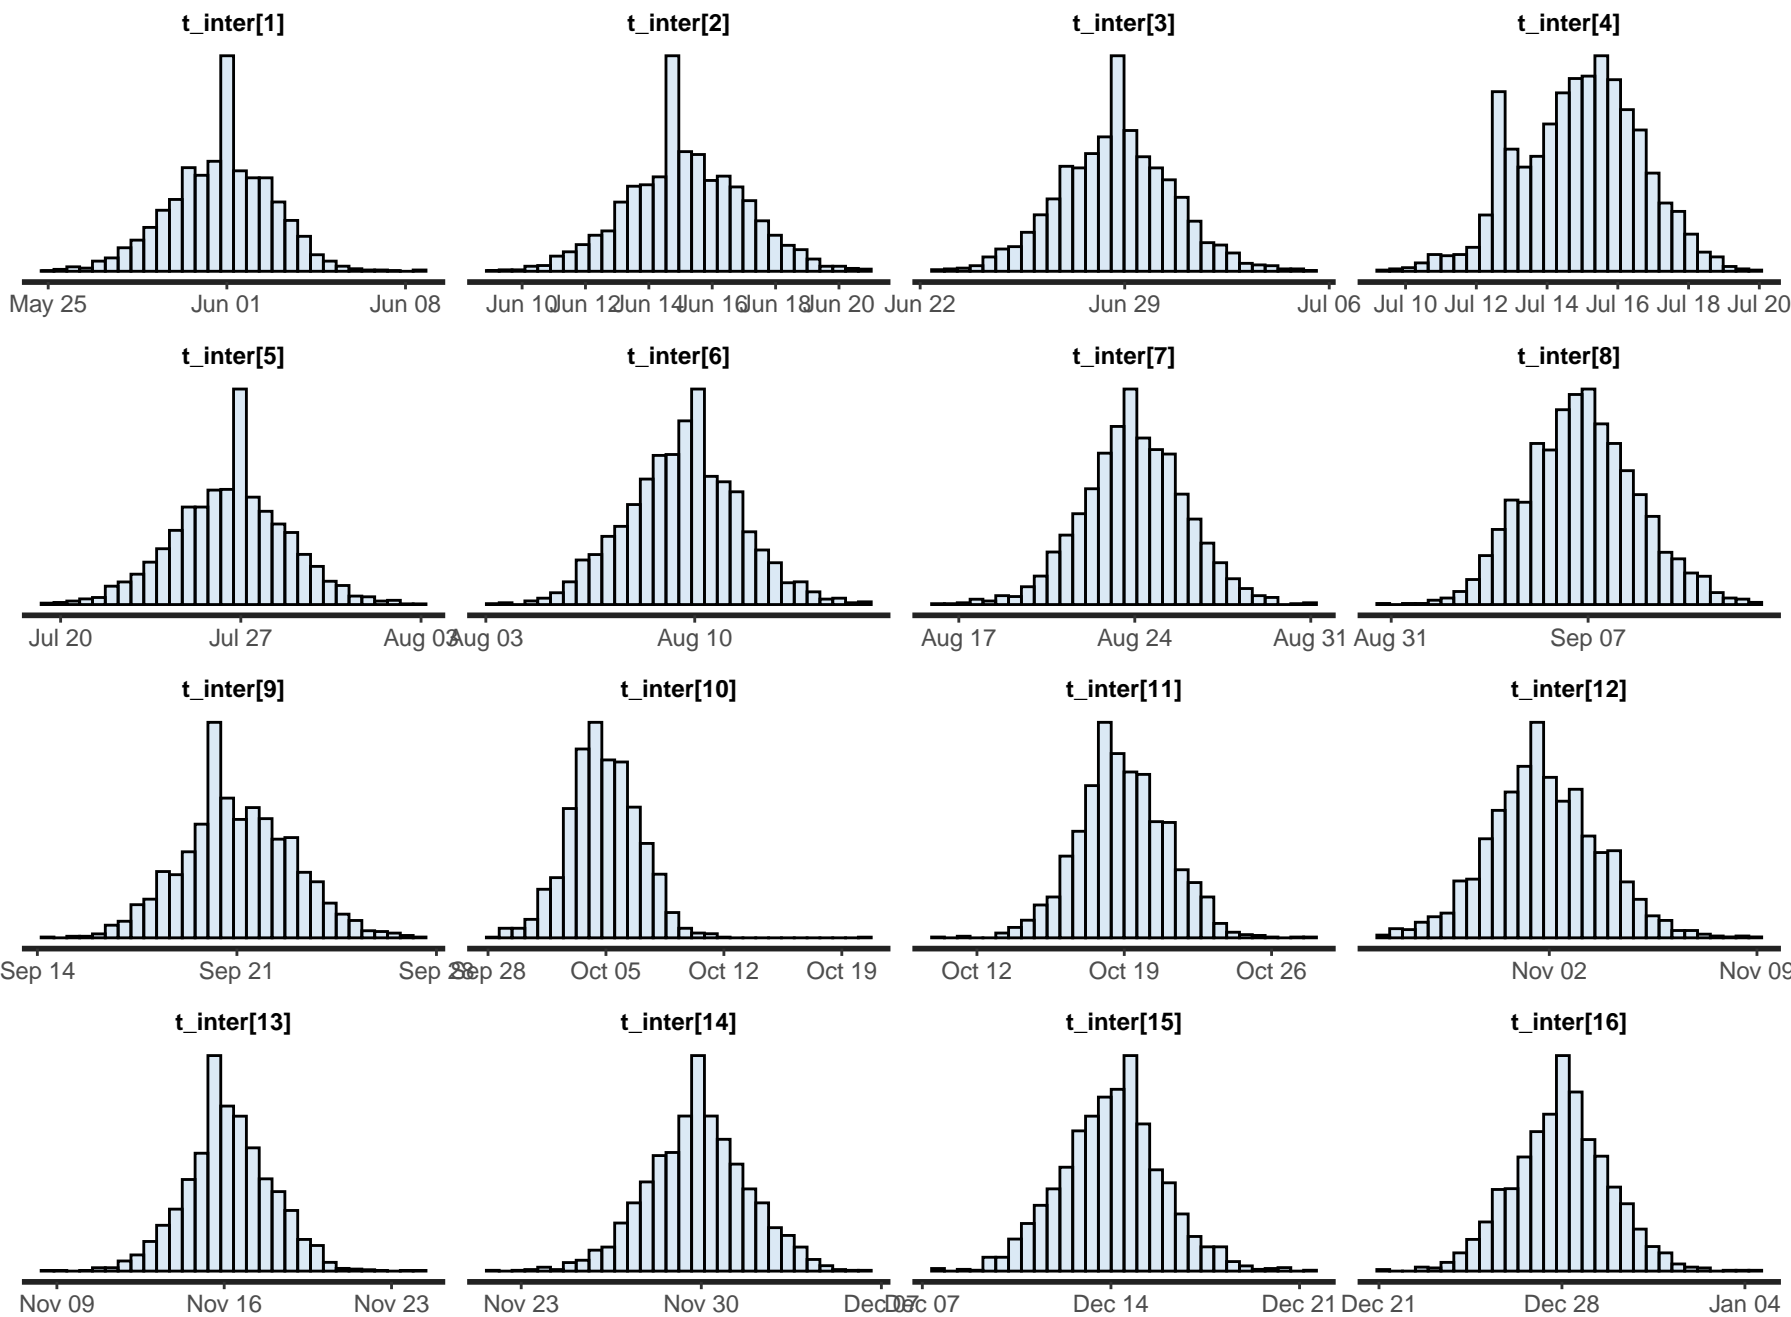 t_inter[1] t_inter[2] t_inter[3] t_inter[4]
May 25 Jun 01 Jun 08 Jun 10 Jun 12 Jun 14 Jun 16 Jun 18 Jun 20 Jun 22 Jun 29 Jul 06 Jul 10 Jul 12 Jul 14 Jul 16 Jul 18 Jul 20
t_inter[5] t_inter[6] t_inter[7] t_inter[8]
Jul 20 Jul 27 Aug 03 Aug 03 Aug 10 Aug 17 Aug 24 Aug 31 Aug 31 Sep 07
t_inter[9] t_inter[10] t_inter[11] t_inter[12]
Sep 14 Sep 21 Sep 28 Sep 28 Oct 05 Oct 12 Oct 19 Oct 12 Oct 19 Oct 26 Nov 02 Nov 09
t_inter[13] t_inter[14] t_inter[15] t_inter[16]
Nov 09 Nov 16 Nov 23 Nov 23 Nov 30 Dec 07 Dec 07 Dec 14 Dec 21 Dec 21 Dec 28 Jan 04